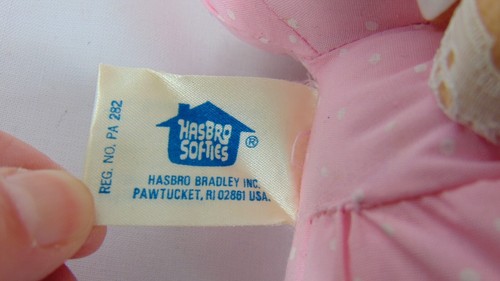 REG. NO. PA 282
HASBRO
SOFTIES ®
HASBRO BRADLEY INC.
PAWTUCKET, RI 02861 USA.